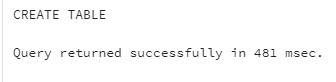 CREATE TABLE
Query returned successfully in 481 msec.